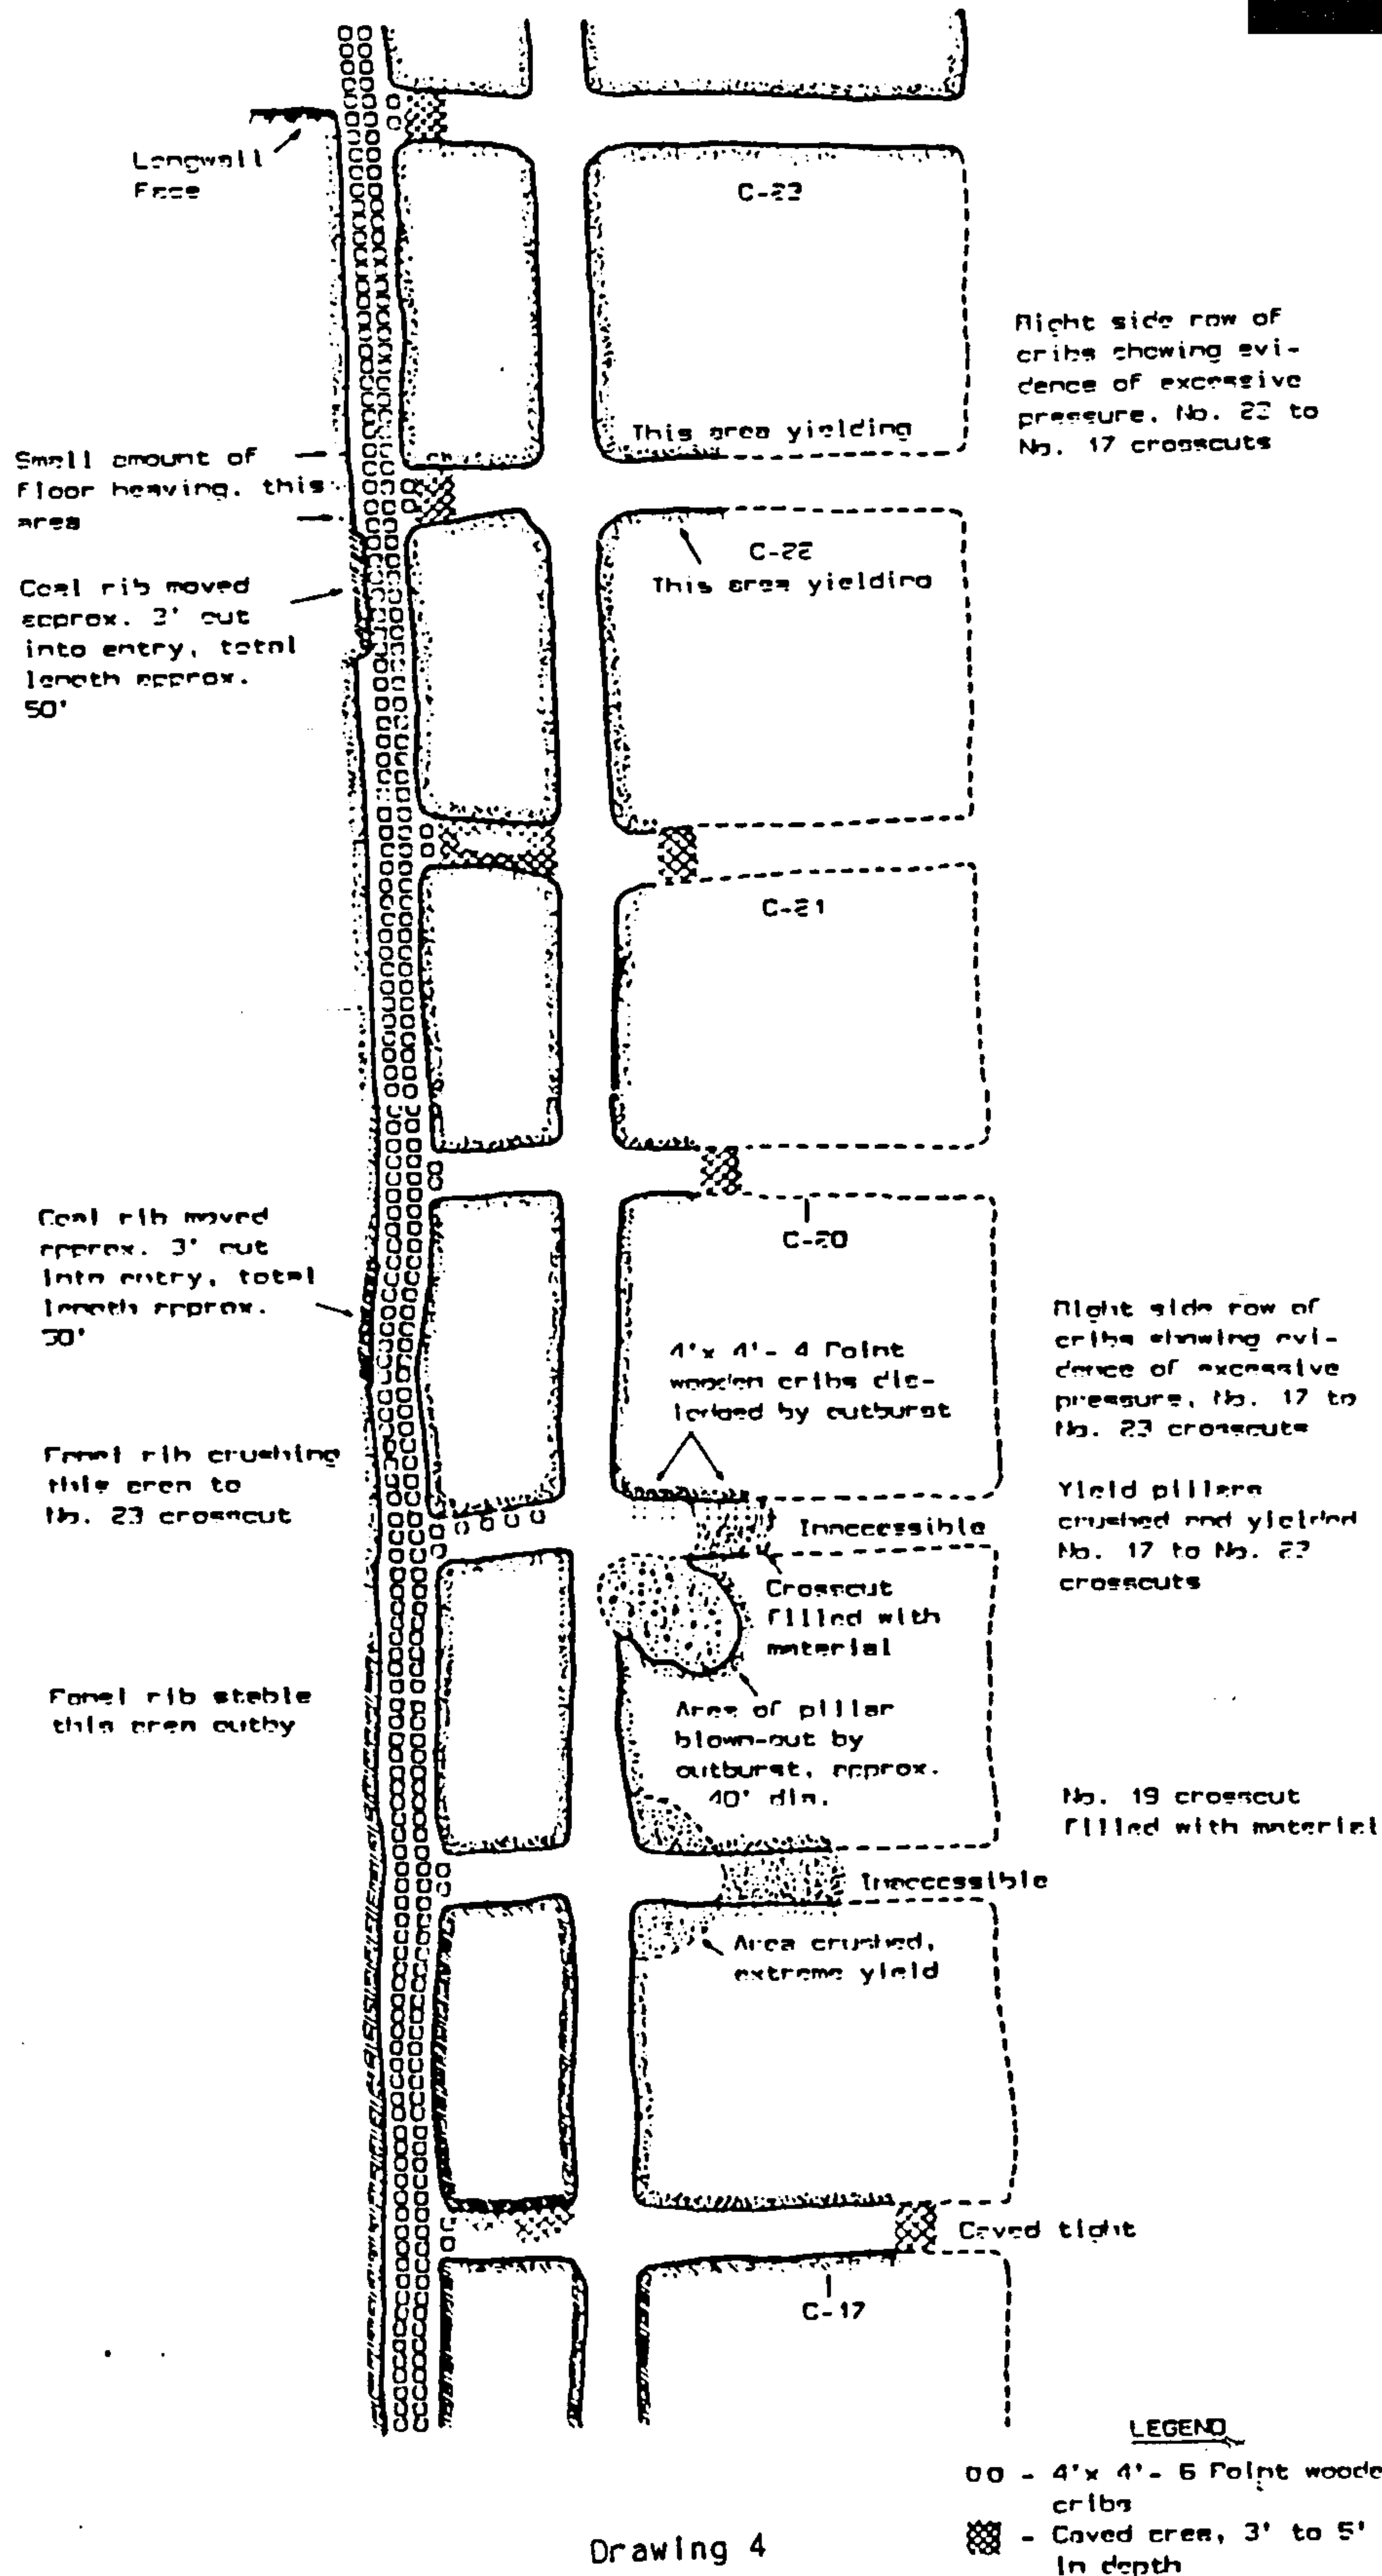 Longwall
Face
C-23
Right side row of
cribs showing evi-
dence of excessive
pressure, No. 22 to
No. 17 crosscuts
This area yielding
Small amount of
floor heaving, this
area
C-22
This area yielding
Coal rib moved
approx. 3' out
into entry, total
length approx.
50'
C-21
C-20
Coal rib moved
approx. 3' out
into entry, total
length approx.
30'
4'x 4'- 4 Point
wooden cribs dis-
lodged by outburst
Right side row of
cribs showing evi-
dence of excessive
pressure, No. 17 to
No. 23 crosscuts
Panel rib crushing
this area to
No. 23 crosscut
Yield pillars
crushed and yielded
No. 17 to No. 22
crosscuts
Inaccessible
Crosscut
filled with
material
Panel rib stable
this area outby
Area of pillar
blown-out by
outburst, approx.
40' dia.
No. 19 crosscut
filled with material
Inaccessible
Area crushed,
extreme yield
Caved tight
C-17
LEGEND
- 4'x 4'- 6 Point woode
cribs
- Caved area, 3' to 5'
in depth
Drawing 4